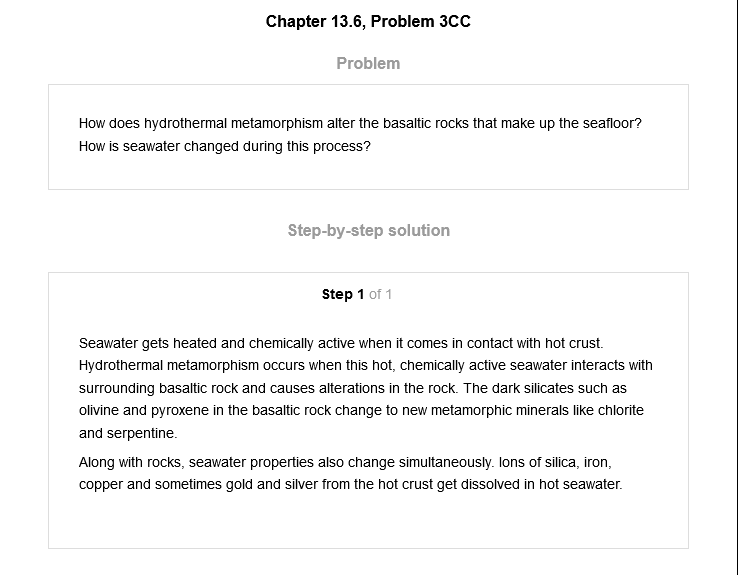 Chapter 13.6, Problem 3CC
Problem
How does hydrothermal metamorphism alter the basaltic rocks that make up the seafloor?
How is seawater changed during this process?
Step-by-step solution
Step 1 of 1
Seawater gets heated and chemically active when it comes in contact with hot crust.
Hydrothermal metamorphism occurs when this hot, chemically active seawater interacts with
surrounding basaltic rock and causes alterations in the rock. The dark silicates such as
olivine and pyroxene in the basaltic rock change to new metamorphic minerals like chlorite
and serpentine.
Along with rocks, seawater properties also change simultaneously. Ions of silica, iron,
copper and sometimes gold and silver from the hot crust get dissolved in hot seawater.